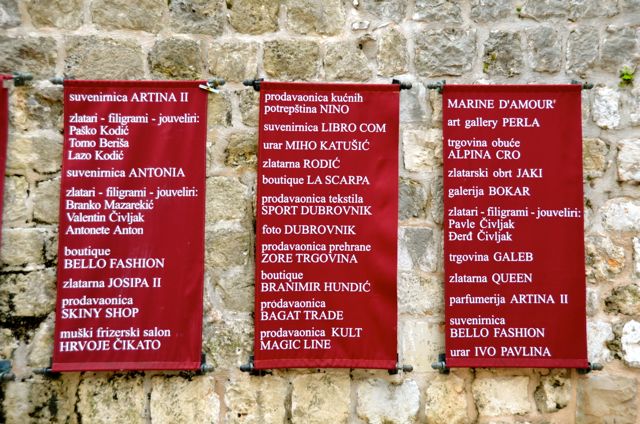 suvenirnica ARTINA II
zlatari - filigrami - jouveliri:
Paško Kodić
Tomo Beriša
Lazo Kodić
suvenirnica ANTONIA
zlatari - filigrami - jouveliri:
Branko Mazarekić
Valentin Čivljak
Antonete Anton
boutique
BELLO FASHION
zlatarna JOSIPA II
prodavaonica
SKINY SHOP
muški frizerski salon
HRVOJE ČIKATO
prodavaonica kućnih
potrepština NINO
suvenirnica LIBRO COM
urar MIHO KATUŠIĆ
zlatarna RODIĆ
boutique LA SCARPA
prodavaonica tekstila
SPORT DUBROVNIK
foto DUBROVNIK
prodavaonica prehrane
ZORE TRGOVINA
boutique
BRANIMIR HUNDIĆ
prodavaonica
BAGAT TRADE
prodavaonica KULT
MAGIC LINE
MARINE D'AMOUR'
art gallery PERLA
trgovina obuće
ALPINA CRO
zlatarski obrt JAKI
galerija BOKAR
zlatari - filigrami - jouveliri:
Pavle Čivljak
Đerđ Čivljak
trgovina GALEB
zlatarna QUEEN
parfumerija ARTINA II
suvenirnica
BELLO FASHION
urar IVO PAVLINA